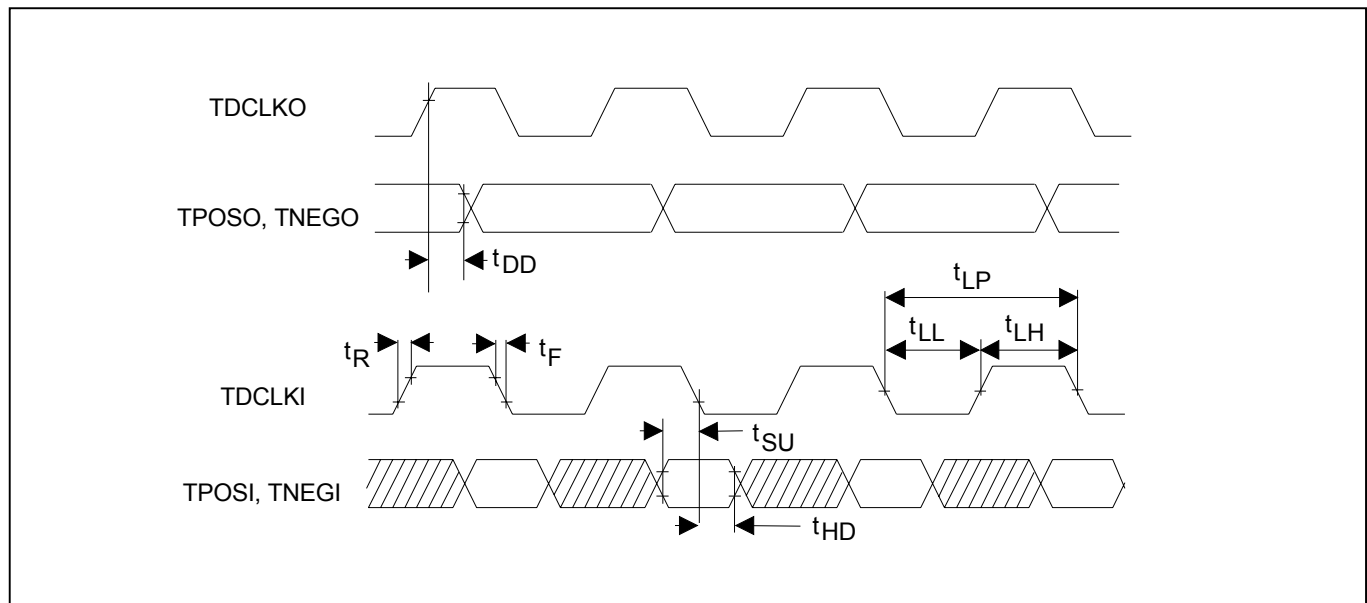 TDCLKO
TPOSO, TNEGO
tDD
tLP
tLL
tLH
tR
tF
TDCLKI
tSU
TPOSI, TNEGI
tHD